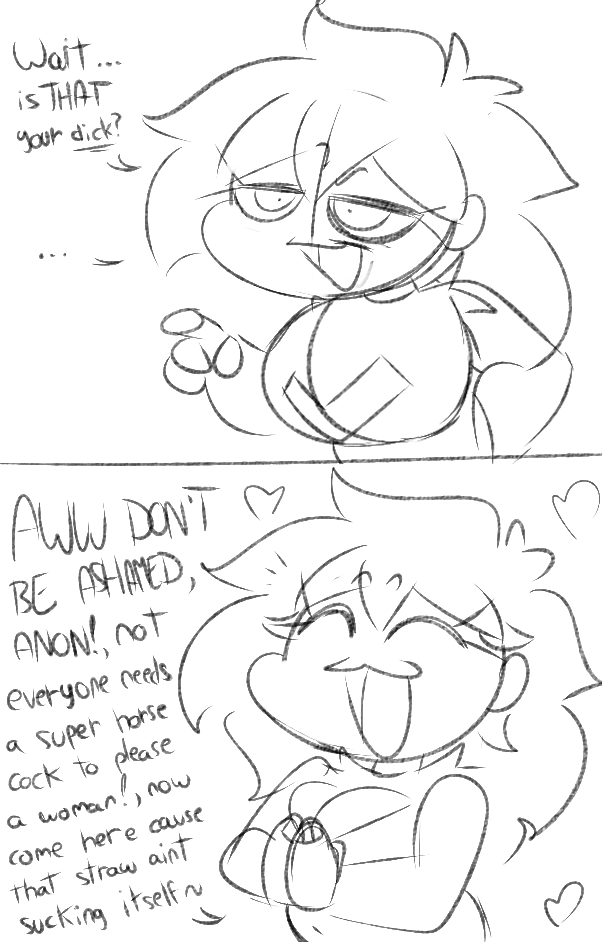 Wait...
is THAT
your dick?
...
AWW DON'T
BE ASHAMED,
ANON!, not
everyone needs
a super horse
cock to please
a woman!, now
come here cause
that straw aint
sucking itself~